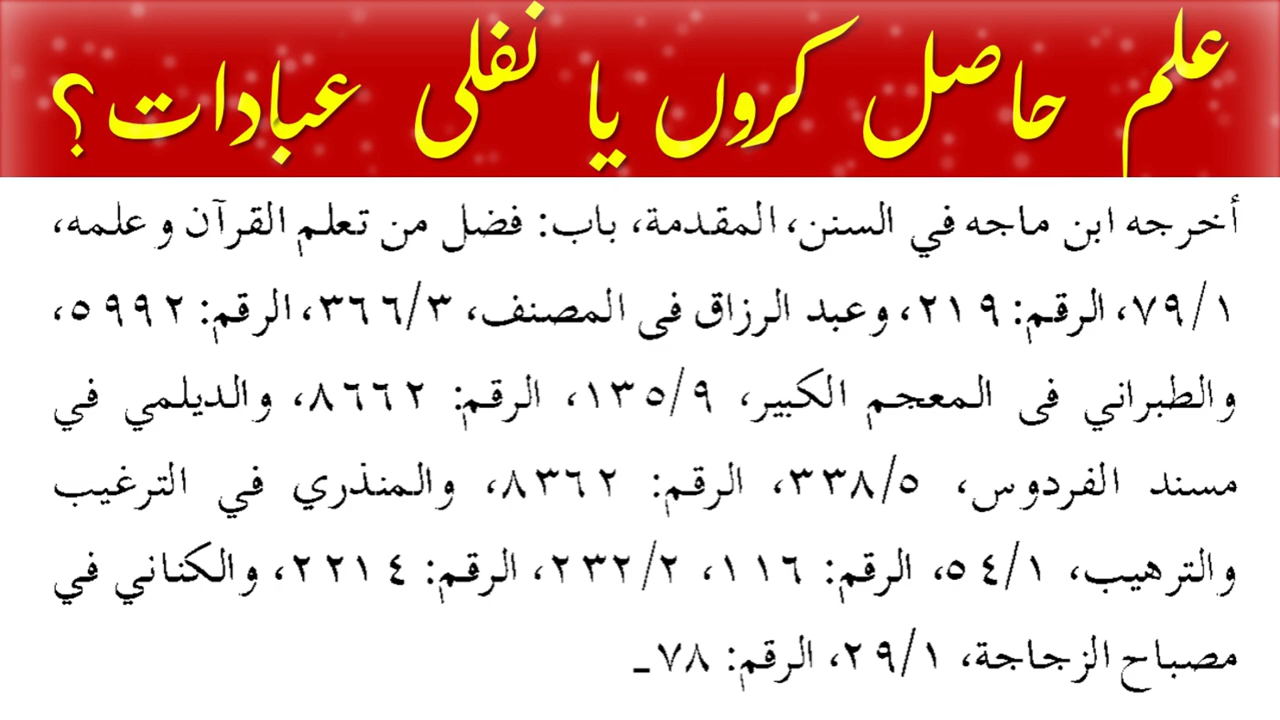 علم حاصل کروں یا نفلی عبادات؟
أخرجه ابن ماجه في السنن، المقدمة، باب: فضل من تعلم القرآن و علمه،
١/٧٩، الرقم: ٢١٩، وعبد الرزاق فى المصنف، ٣/٣٦٦، الرقم: ٥٩٩٢،
والطبراني فى المعجم الكبير، ٩/١٣٥، الرقم: ٨٦٦٢، والديلمي في
مسند الفردوس، ٥/٣٣٨، الرقم: ٨٣٦٢، والمنذري في الترغيب
والترهيب، ١/٥٤، الرقم: ١١٦، ٢/٢٣٢، الرقم: ٢٢١٤، والكناني في
مصباح الزجاجة، ١/٢٩، الرقم: ٧٨ـ